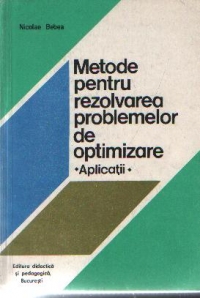 Nicolae Bebea
Metode
pentru
rezolvarea
problemelor
de
optimizare
•Aplicații•
Editura didactică
și pedagogică,
București